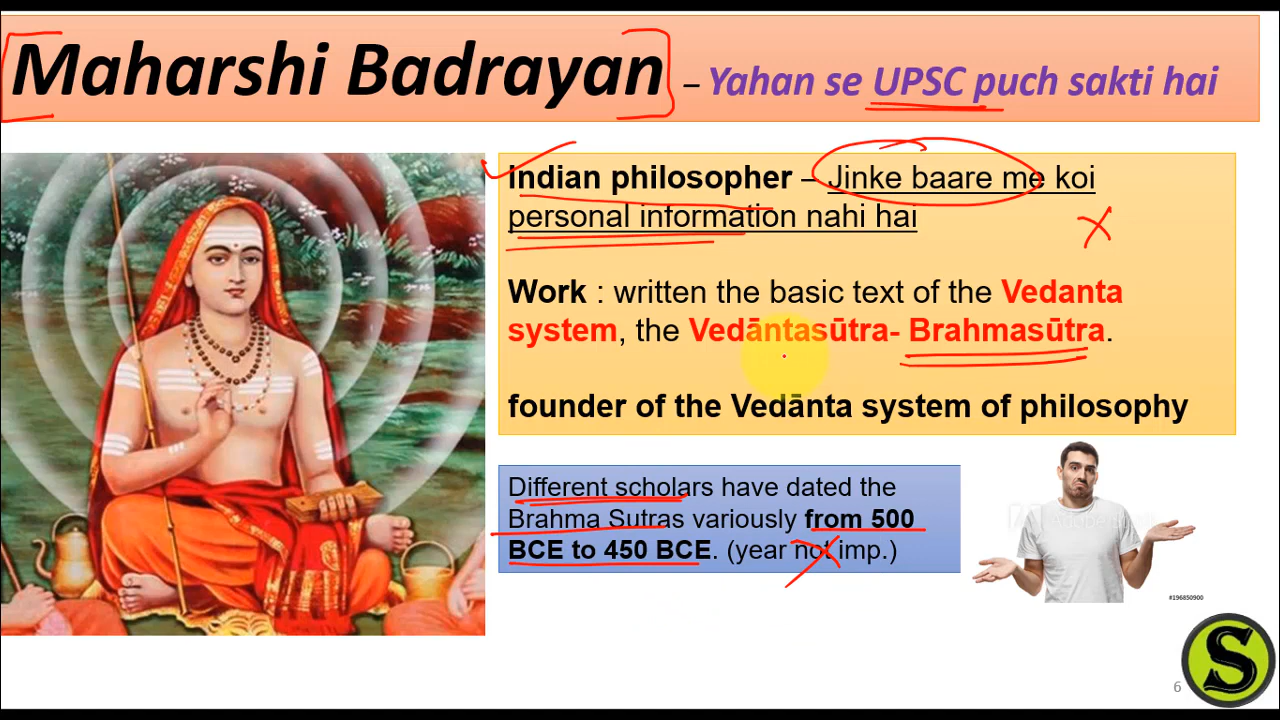 Maharshi Badrayan – Yahan se UPSC puch sakti hai
Indian philosopher – Jinke baare me koi
personal information nahi hai
Work : written the basic text of the Vedanta
system, the Vedāntasūtra- Brahmasūtra.
founder of the Vedānta system of philosophy
Different scholars have dated the
Brahma Sutras variously from 500
BCE to 450 BCE. (year not imp.)
#196850900
6
S